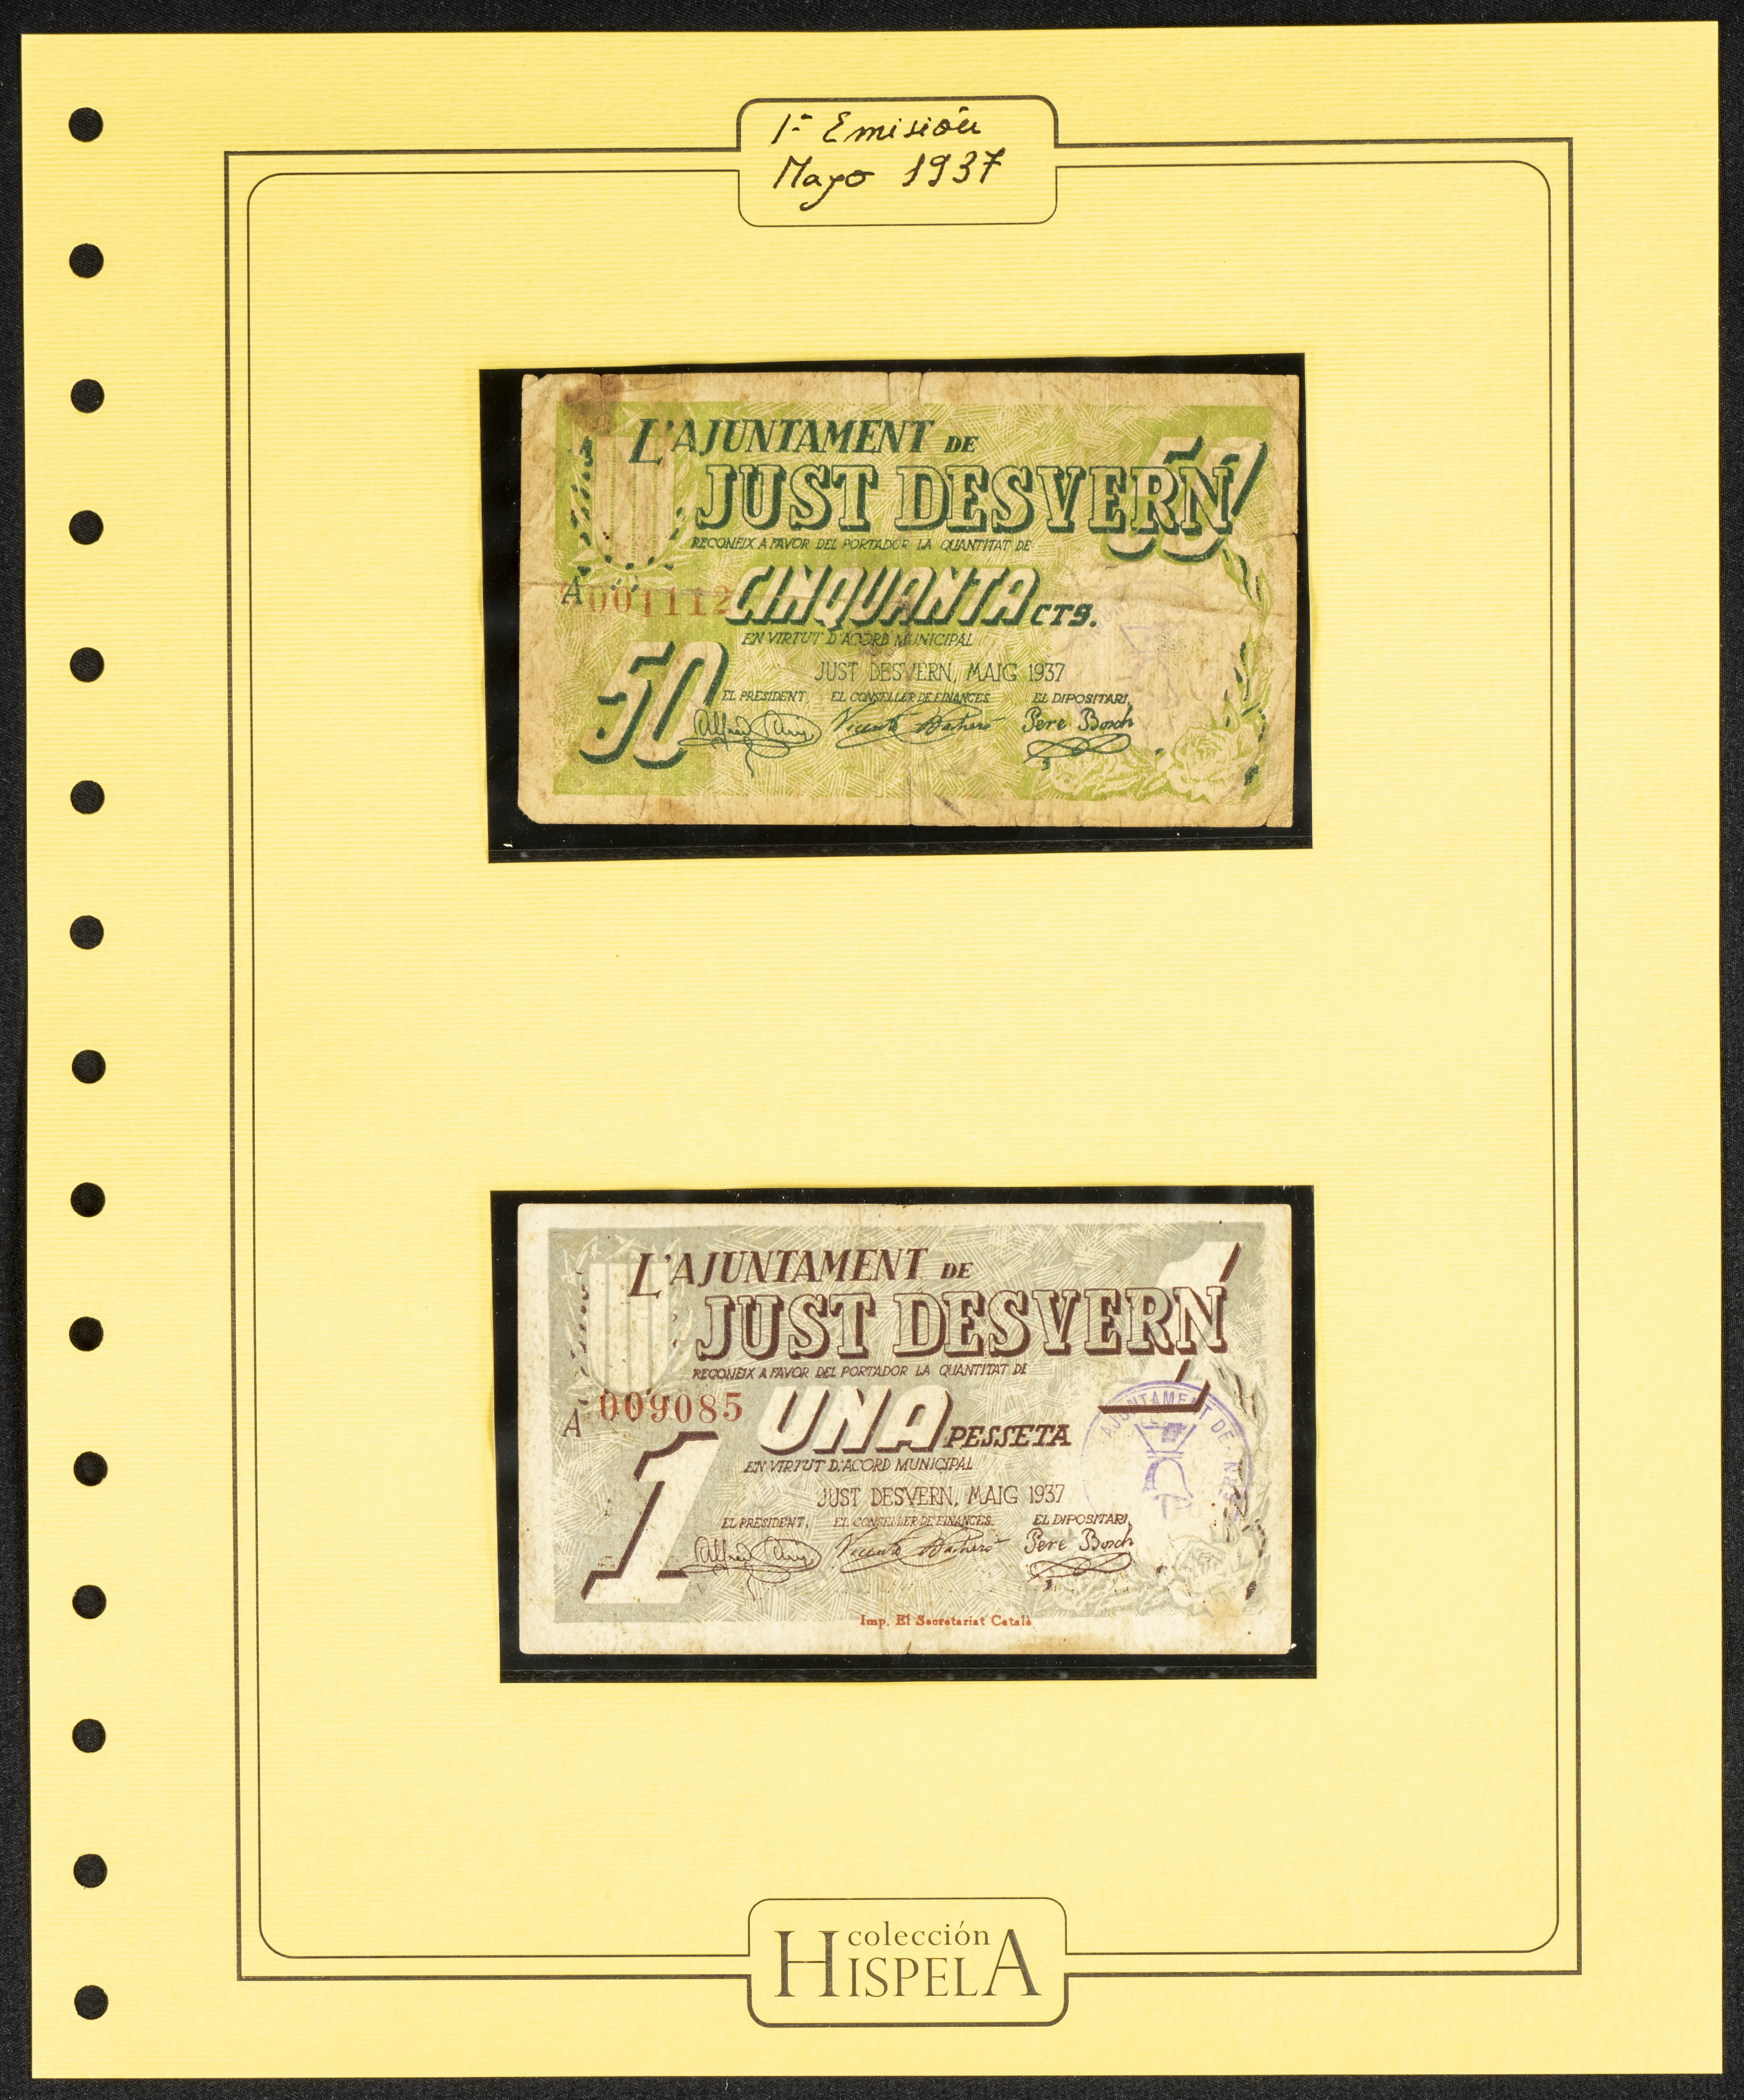 1ª Emisión
Mayo 1937
L'AJUNTAMENT DE
50
JUST DESVERN
RECONEIX A FAVOR DEL PORTADOR LA QUANTITAT DE
A 001112
CINQUANTA CTS.
EN VIRTUT D'ACORD MUNICIPAL
JUST DESVERN, MAIG 1937
50
EL PRESIDENT, EL CONSELLER DE FINANCES EL DIPOSITARI,
Pere Bosch
L'AJUNTAMENT DE
1
JUST DESVERN
RECONEIX A FAVOR DEL PORTADOR LA QUANTITAT DE
A 009085
UNA PESSETA
AJUNTAMENT DE
EN VIRTUT D'ACORD MUNICIPAL
JUST DESVERN, MAIG 1937
1
EL PRESIDENT, EL CONSELLER DE FINANCES. EL DIPOSITARI,
Pere Bosch
Imp. El Secretariat Català
colección
HISPELA